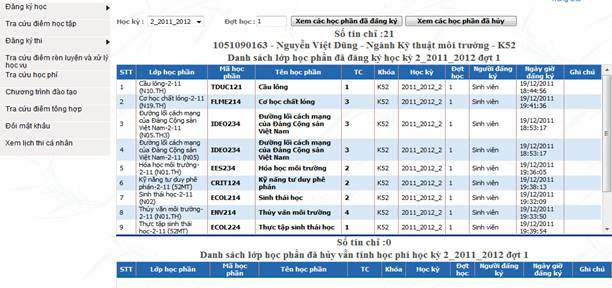 Trang chủ
Đăng ký học
Tra cứu điểm học tập
Đăng ký thi
Tra cứu điểm rèn luyện và xử lý học vụ
Tra cứu học phí
Chương trình đào tạo
Tra cứu điểm tổng hợp
Đổi mật khẩu
Xem lịch thi cá nhân
Học kỳ : 2_2011_2012 Đợt học : 1 Xem các học phần đã đăng ký Xem các học phần đã hủy
Số tín chỉ :21
1051090163 - Nguyễn Việt Dũng - Ngành Kỹ thuật môi trường - K52
Danh sách lớp học phần đã đăng ký học kỳ 2_2011_2012 đợt 1
STT Lớp học phần Mã học phần Tên học phần TC Khóa Học kỳ Đợt học Người đăng ký Ngày giờ đăng ký Ghi chú
1 Cầu lông-2-11 (N10.TH) TDUC121 Cầu lông 1 K52 2011_2012_2 1 Sinh viên 19/12/2011 18:44:56
2 Cơ học chất lỏng-2-11 (N19.TH) FLME214 Cơ học chất lỏng 3 K52 2011_2012_2 1 Sinh viên 19/12/2011 19:41:36
3 Đường lối cách mạng của Đảng Cộng sản Việt Nam-2-11 (N05.TH3) IDEO234 Đường lối cách mạng của Đảng Cộng sản Việt Nam 3 K52 2011_2012_2 1 Sinh viên 19/12/2011 18:53:17
4 Đường lối cách mạng của Đảng Cộng sản Việt Nam-2-11 (N05) IDEO234 Đường lối cách mạng của Đảng Cộng sản Việt Nam 3 K52 2011_2012_2 1 Sinh viên 19/12/2011 18:53:17
5 Hóa học môi trường-2-11 (N01.TH) EES234 Hóa học môi trường 2 K52 2011_2012_2 1 Sinh viên 19/12/2011 19:36:05
6 Kỹ năng tư duy phê phán-2-11 (52MT) CRIT124 Kỹ năng tư duy phê phán 2 K52 2011_2012_2 1 Sinh viên 19/12/2011 19:38:13
7 Sinh thái học-2-11 (N02) ECOL214 Sinh thái học 2 K52 2011_2012_2 1 Sinh viên 19/12/2011 19:32:02
8 Thủy văn môi trường-2-11 (N01.TH) ENV214 Thủy văn môi trường 4 K52 2011_2012_2 1 Sinh viên 19/12/2011 19:33:50
9 Thực tập sinh thái học-2-11 (52MT) ECOL224 Thực tập sinh thái học 1 K52 2011_2012_2 1 Sinh viên 19/12/2011 19:39:54
Số tín chỉ :0
Danh sách lớp học phần đã hủy vẫn tính học phí học kỳ 2_2011_2012 đợt 1
STT Lớp học phần Mã học phần Tên học phần TC Khóa Học kỳ Đợt học Người đăng ký Ngày giờ đăng ký Ghi chú